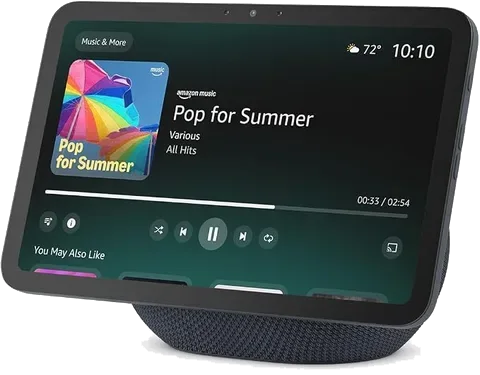 Music & More
72°
10:10
music
Pop
for Summer
amazon music
Pop for Summer
Various
All Hits
00:33 / 02:54
You May Also Like